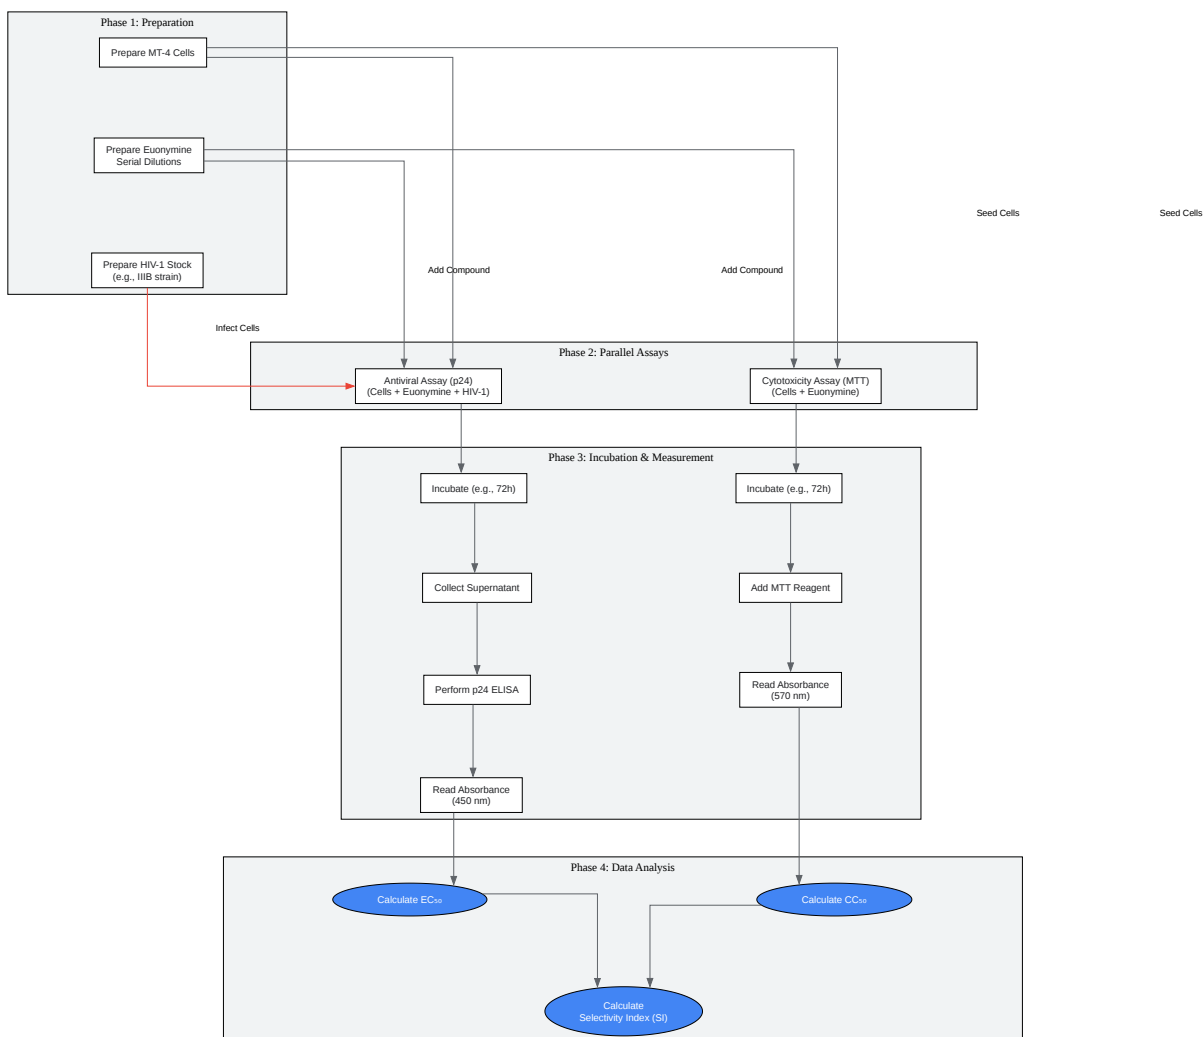 Phase 1: Preparation
Prepare MT-4 Cells
Prepare Euonymine
Serial Dilutions
Seed Cells
Seed Cells
Prepare HIV-1 Stock
(e.g., IIIB strain)
Add Compound
Add Compound
Infect Cells
Phase 2: Parallel Assays
Antiviral Assay (p24)
(Cells + Euonymine + HIV-1)
Cytotoxicity Assay (MTT)
(Cells + Euonymine)
Phase 3: Incubation & Measurement
Incubate (e.g., 72h)
Incubate (e.g., 72h)
Collect Supernatant
Add MTT Reagent
Perform p24 ELISA
Read Absorbance
(570 nm)
Read Absorbance
(450 nm)
Phase 4: Data Analysis
Calculate EC₅₀
Calculate CC₅₀
Calculate
Selectivity Index (SI)